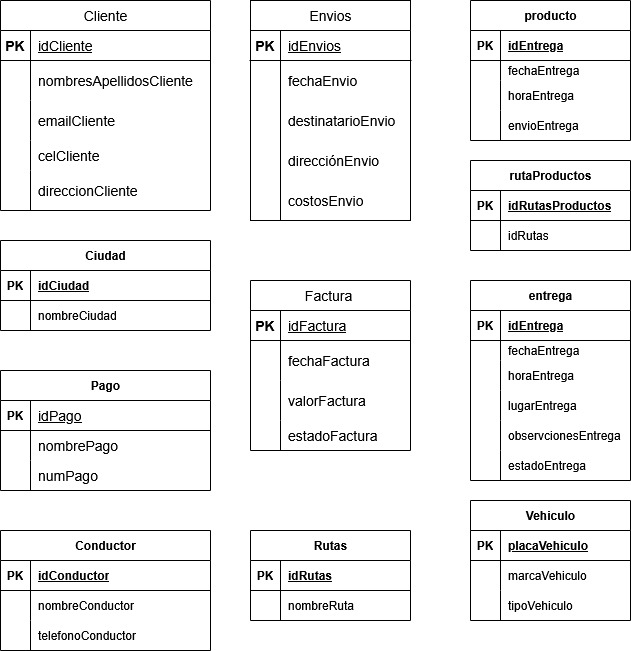 Cliente
PK idCliente
nombresApellidosCliente
emailCliente
celCliente
direccionCliente
Envios
PK idEnvios
fechaEnvio
destinatarioEnvio
direcciónEnvio
costosEnvio
producto
PK idEntrega
fechaEntrega
horaEntrega
envioEntrega
rutaProductos
PK idRutasProductos
idRutas
Ciudad
PK idCiudad
nombreCiudad
Factura
PK idFactura
fechaFactura
valorFactura
estadoFactura
entrega
PK idEntrega
fechaEntrega
horaEntrega
lugarEntrega
observcionesEntrega
estadoEntrega
Pago
PK idPago
nombrePago
numPago
Conductor
PK idConductor
nombreConductor
telefonoConductor
Rutas
PK idRutas
nombreRuta
Vehiculo
PK placaVehiculo
marcaVehiculo
tipoVehiculo